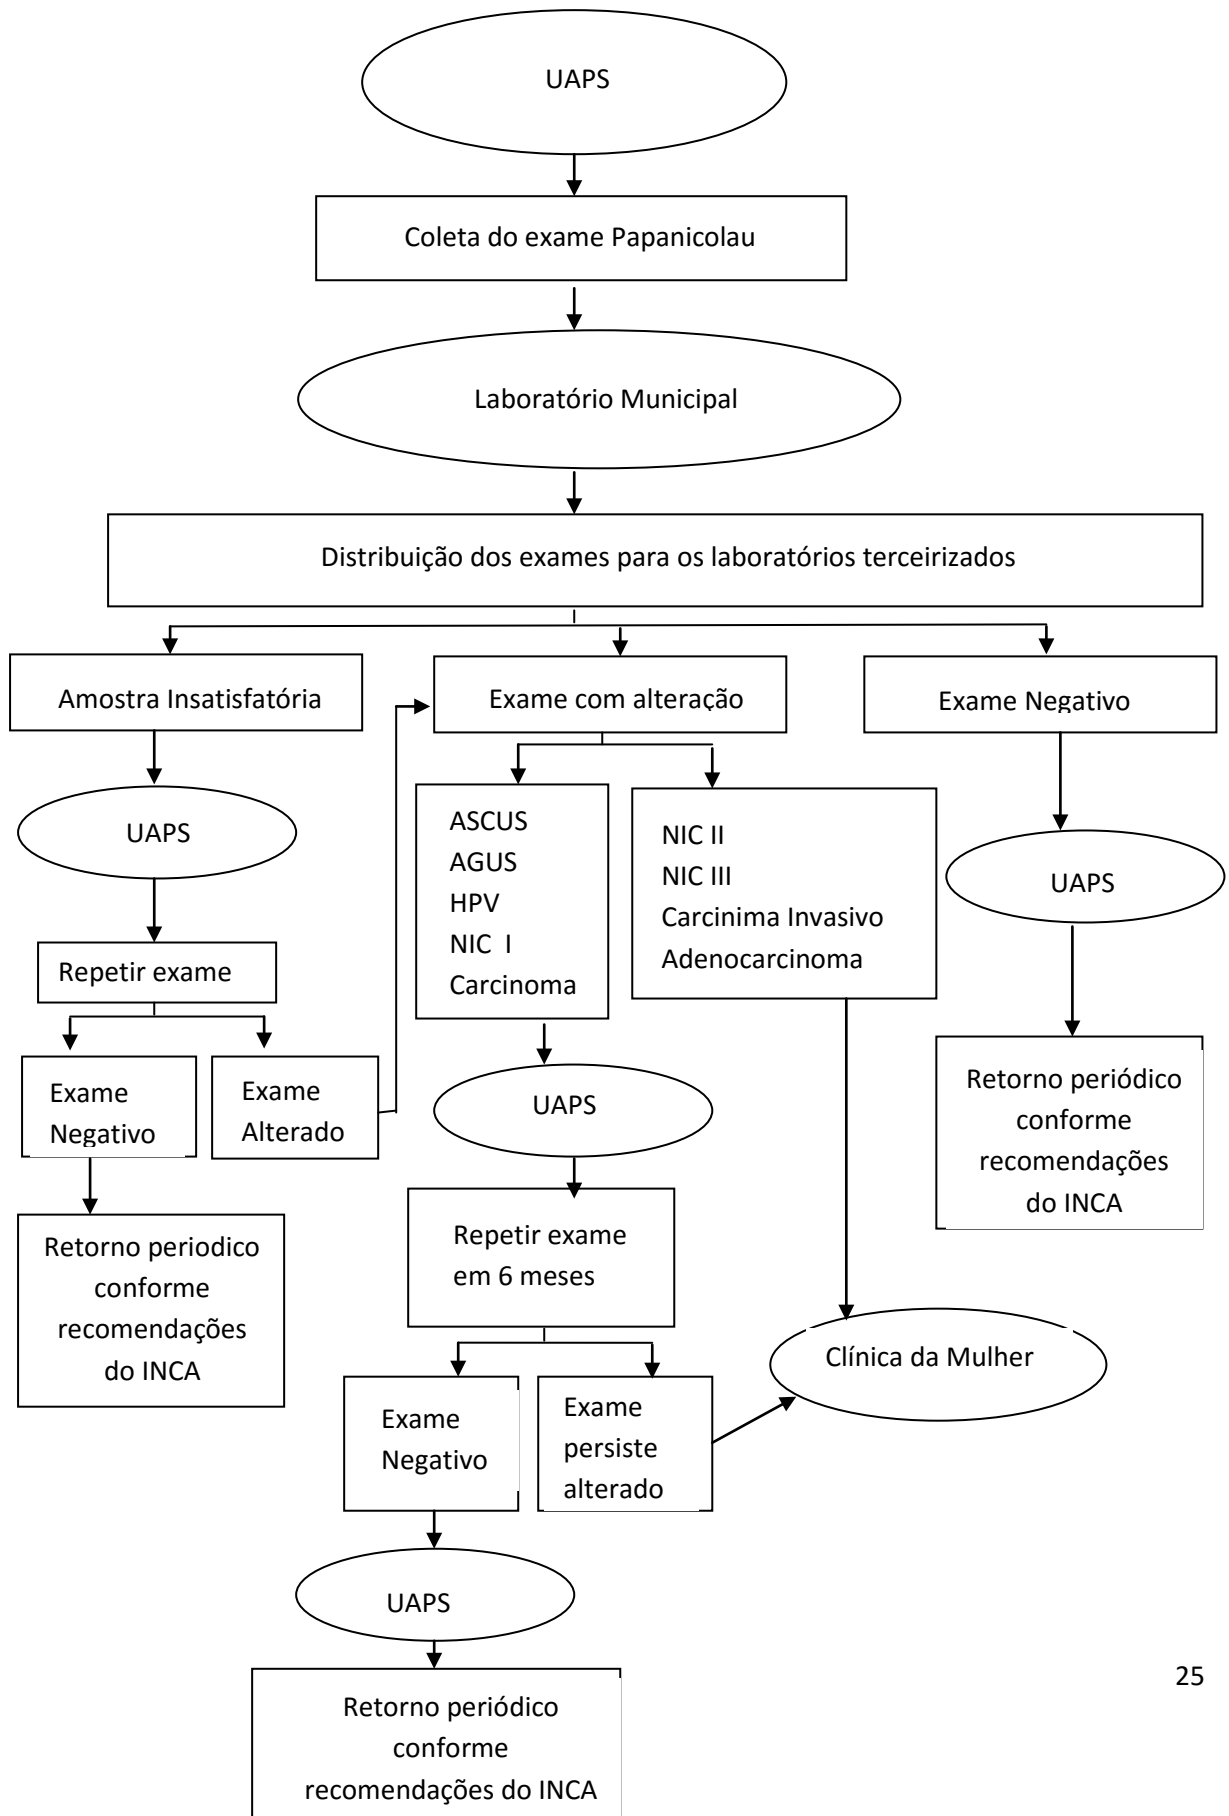 UAPS
Coleta do exame Papanicolau
Laboratório Municipal
Distribuição dos exames para os laboratórios terceirizados
Amostra Insatisfatória
Exame com alteração
Exame Negativo
UAPS
ASCUS
AGUS
HPV
NIC I
Carcinoma
NIC II
NIC III
Carcinima Invasivo
Adenocarcinoma
UAPS
Repetir exame
Exame
Negativo
Exame
Alterado
UAPS
Retorno periódico
conforme
recomendações
do INCA
Retorno periodico
conforme
recomendações
do INCA
Repetir exame
em 6 meses
Clínica da Mulher
Exame
Negativo
Exame
persiste
alterado
UAPS
Retorno periódico
conforme
recomendações do INCA
25